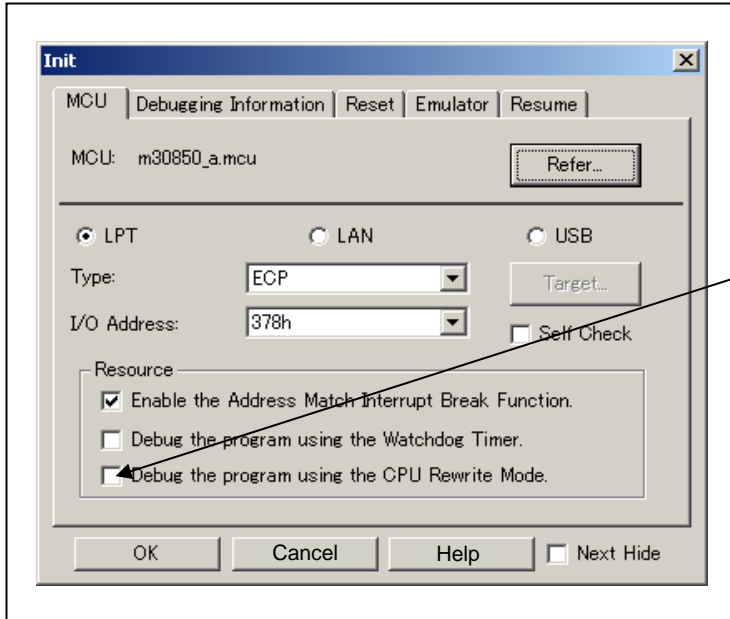 Init
MCU Debugging Information Reset Emulator Resume
MCU: m30850_a.mcu Refer...
LPT LAN USB
Type: ECP Target...
I/O Address: 378h Self Check
Resource
Enable the Address Match Interrupt Break Function.
Debug the program using the Watchdog Timer.
Debug the program using the CPU Rewrite Mode.
OK Cancel Help Next Hide